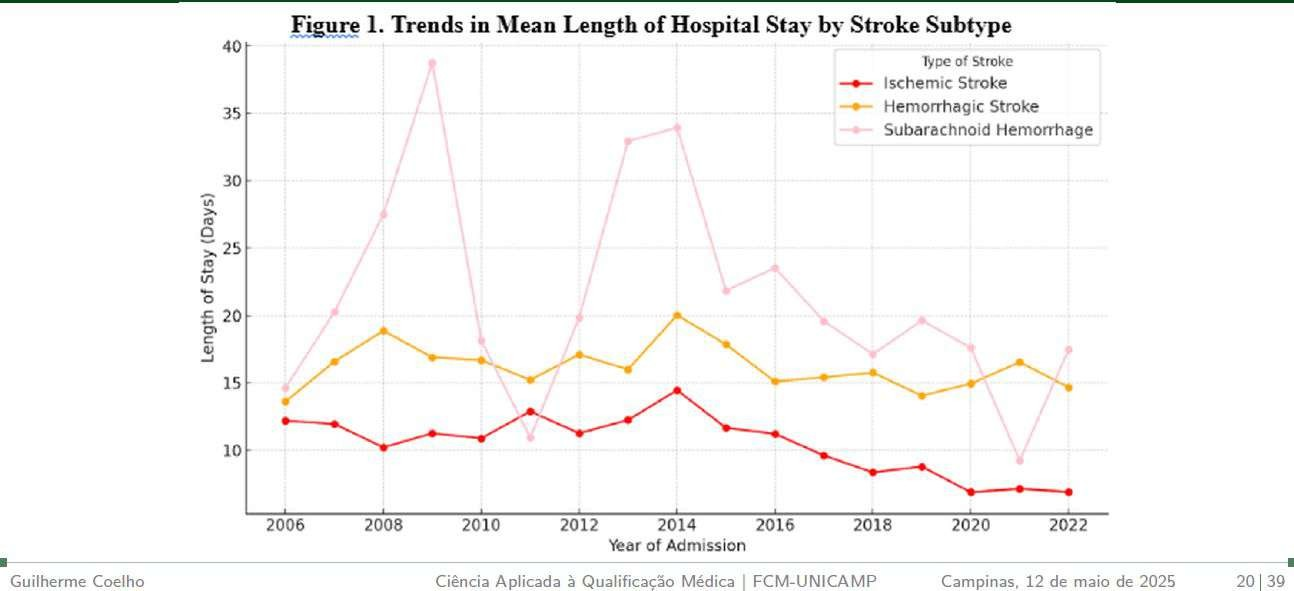 Figure 1. Trends in Mean Length of Hospital Stay by Stroke Subtype
Type of Stroke
Ischemic Stroke
Hemorrhagic Stroke
Subarachnoid Hemorrhage
Length of Stay (Days)
40
35
30
25
20
15
10
2006 2008 2010 2012 2014 2016 2018 2020 2022
Year of Admission
Guilherme Coelho Ciência Aplicada à Qualificação Médica | FCM-UNICAMP Campinas, 12 de maio de 2025 20 | 39